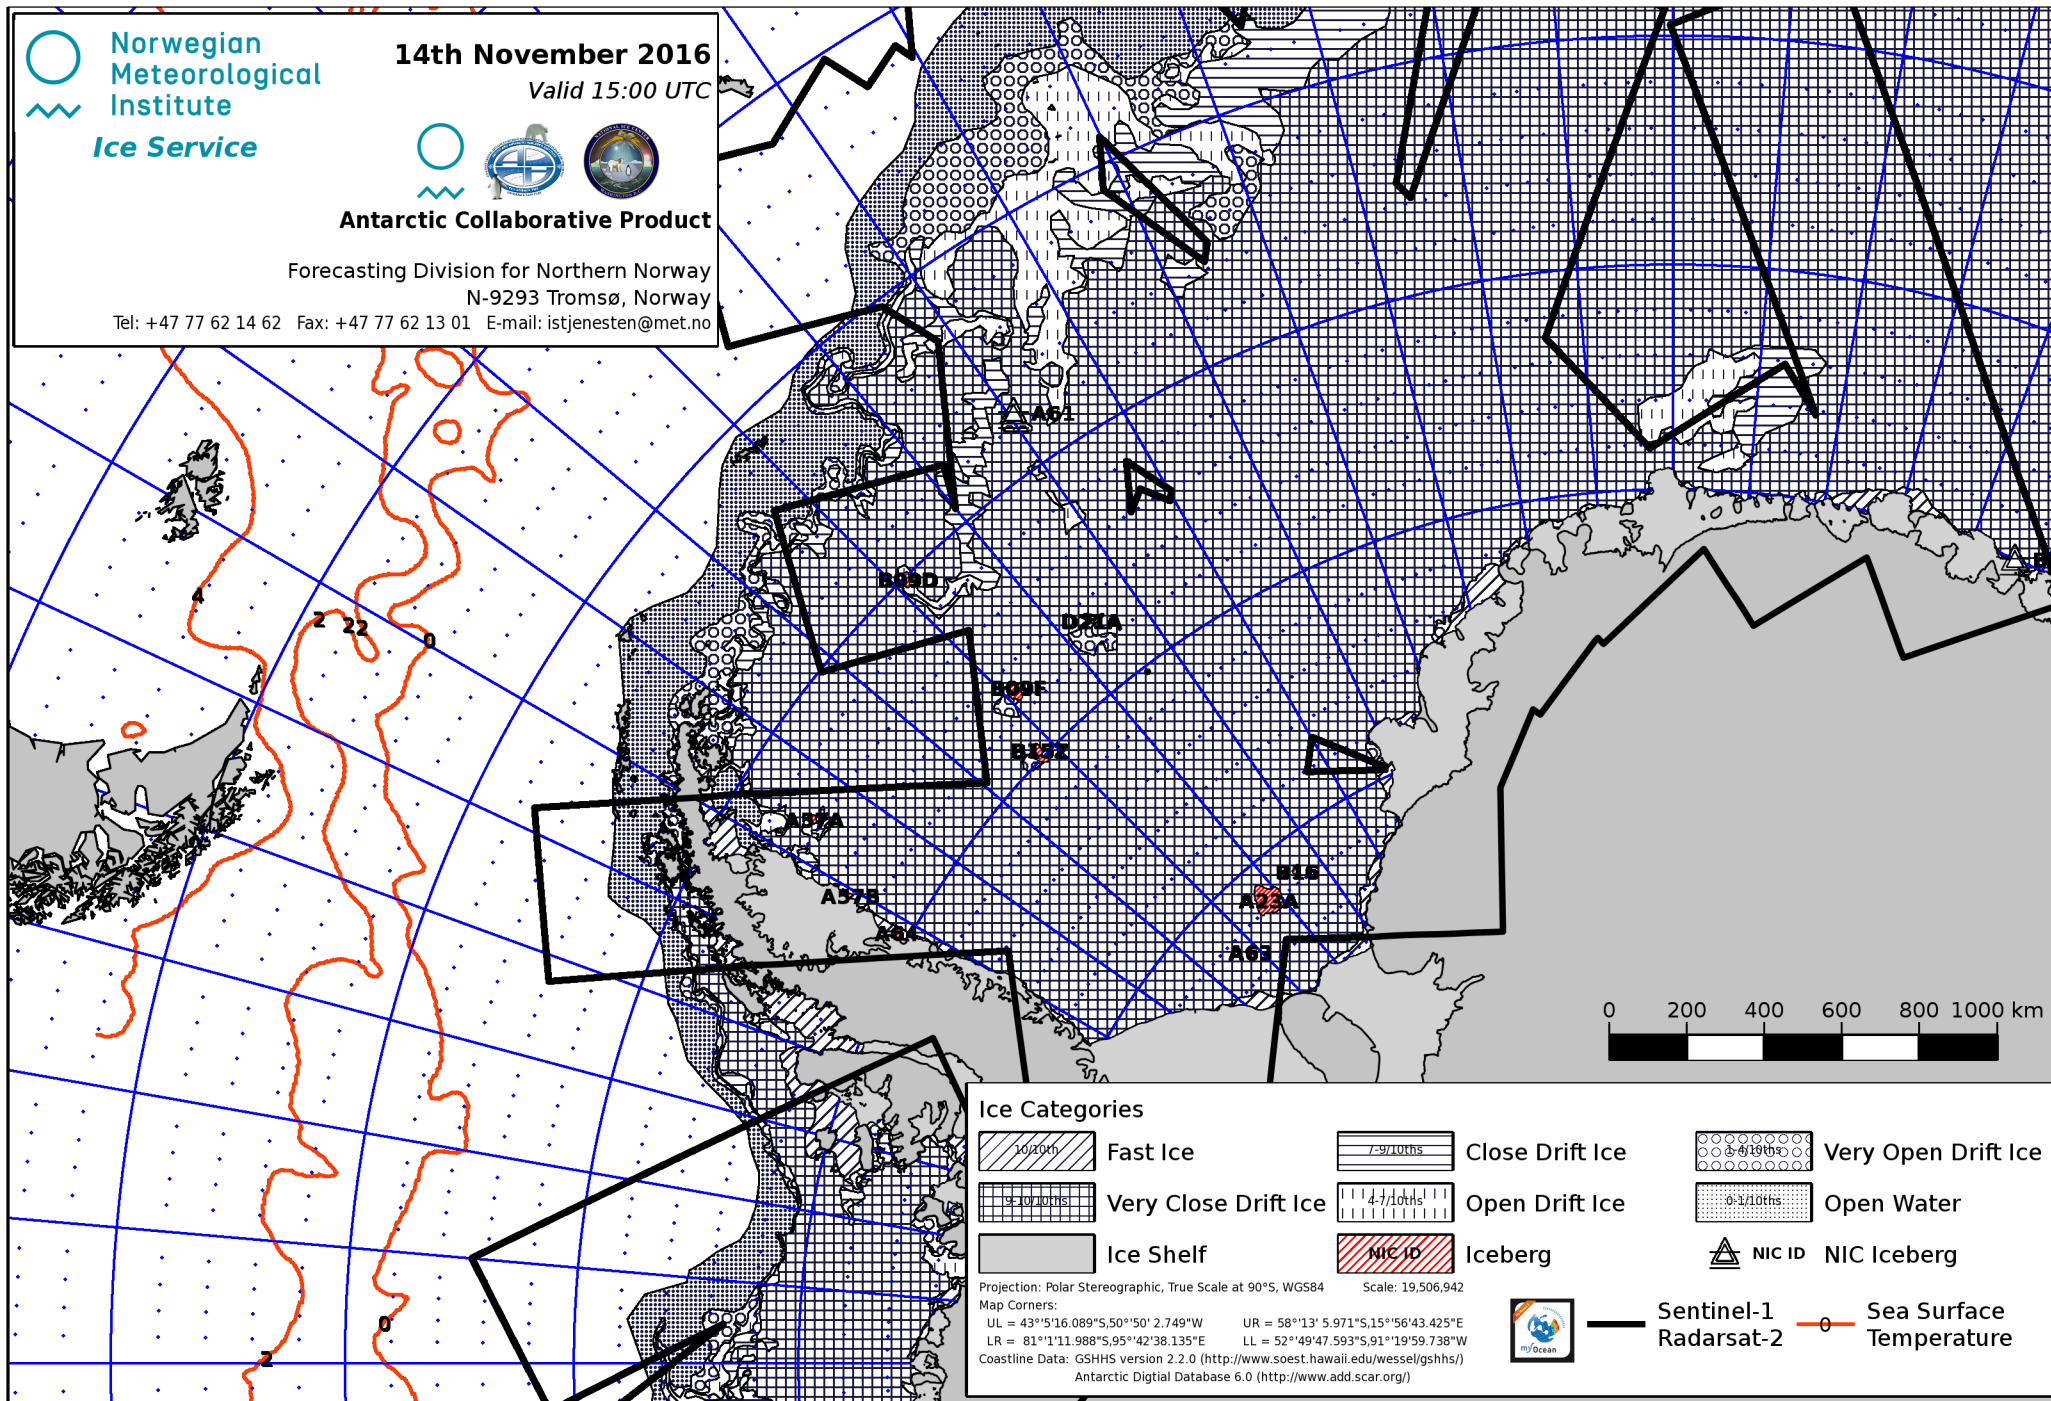 Norwegian
Meteorological
Institute
Ice Service
14th November 2016
Valid 15:00 UTC
Antarctic Collaborative Product
Forecasting Division for Northern Norway
N-9293 Tromsø, Norway
Tel: +47 77 62 14 62 Fax: +47 77 62 13 01 E-mail: istjenesten@met.no
A61
B09D
D21A
B09F
B15Z
A57A
A57B
A64
B16
A23A
A63
4
2
22
0
0
2
0 200 400 600 800 1000 km
Ice Categories
10/10th Fast Ice
7-9/10ths Close Drift Ice
1-4/10ths Very Open Drift Ice
9-10/10ths Very Close Drift Ice
4-7/10ths Open Drift Ice
0-1/10ths Open Water
Ice Shelf
NIC ID Iceberg
NIC ID NIC Iceberg
Projection: Polar Stereographic, True Scale at 90°S, WGS84 Scale: 19,506,942
Map Corners:
UL = 43°'5'16.089"S,50°'50' 2.749"W UR = 58°'13' 5.971"S,15°'56'43.425"E
LR = 81°'1'11.988"S,95°'42'38.135"E LL = 52°'49'47.593"S,91°'19'59.738"W
Coastline Data: GSHHS version 2.2.0 (http://www.soest.hawaii.edu/wessel/gshhs/)
Antarctic Digtial Database 6.0 (http://www.add.scar.org/)
myOcean
Sentinel-1
Radarsat-2
0
Sea Surface
Temperature